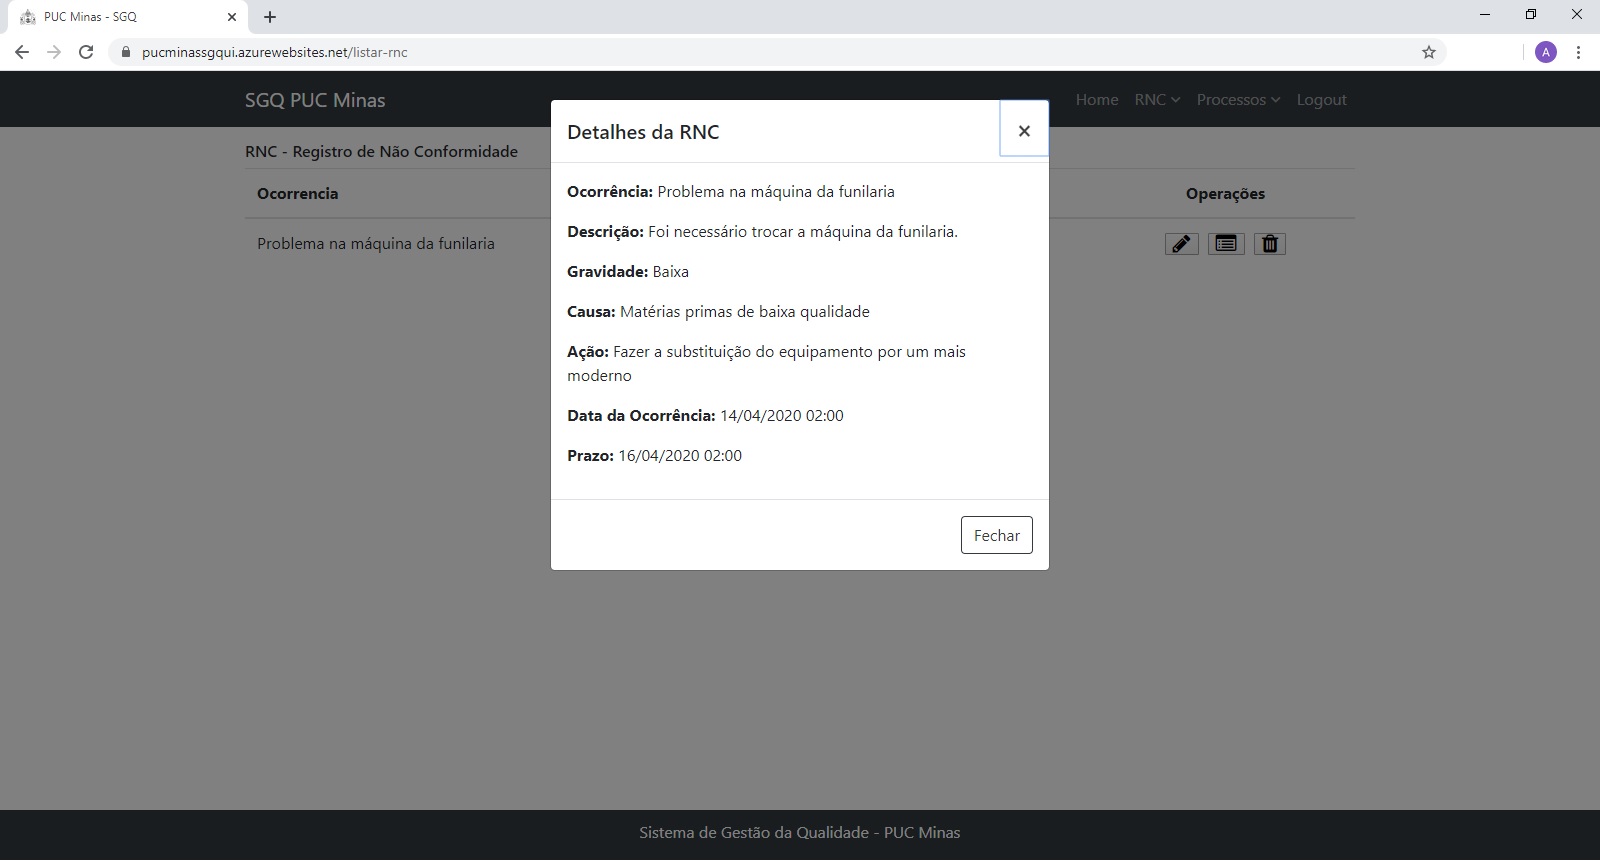 PUC Minas - SGQ
pucminassgqui.azurewebsites.net/listar-rnc
A
SGQ PUC Minas
Home RNC Processos Logout
RNC - Registro de Não Conformidade
Ocorrencia
Operações
Problema na máquina da funilaria
Detalhes da RNC
Ocorrência: Problema na máquina da funilaria
Descrição: Foi necessário trocar a máquina da funilaria.
Gravidade: Baixa
Causa: Matérias primas de baixa qualidade
Ação: Fazer a substituição do equipamento por um mais
moderno
Data da Ocorrência: 14/04/2020 02:00
Prazo: 16/04/2020 02:00
Fechar
Sistema de Gestão da Qualidade - PUC Minas